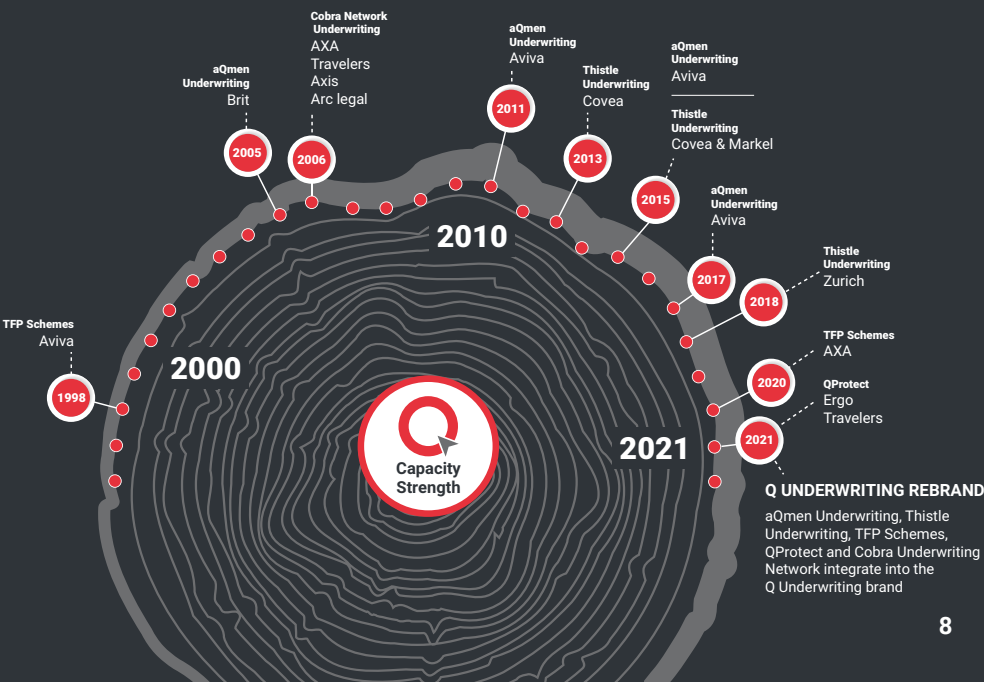 TFP Schemes
Aviva
1998
2000
aQmen
Underwriting
Brit
2005
Cobra Network
Underwriting
AXA
Travelers
Axis
Arc legal
2006
2010
aQmen
Underwriting
Aviva
2011
Thistle
Underwriting
Covea
2013
aQmen
Underwriting
Aviva
Thistle
Underwriting
Covea & Markel
2015
aQmen
Underwriting
Aviva
2017
Thistle
Underwriting
Zurich
2018
TFP Schemes
AXA
2020
QProtect
Ergo
Travelers
2021
2021
Capacity
Strength
Q UNDERWRITING REBRAND
aQmen Underwriting, Thistle
Underwriting, TFP Schemes,
QProtect and Cobra Underwriting
Network integrate into the
Q Underwriting brand
8